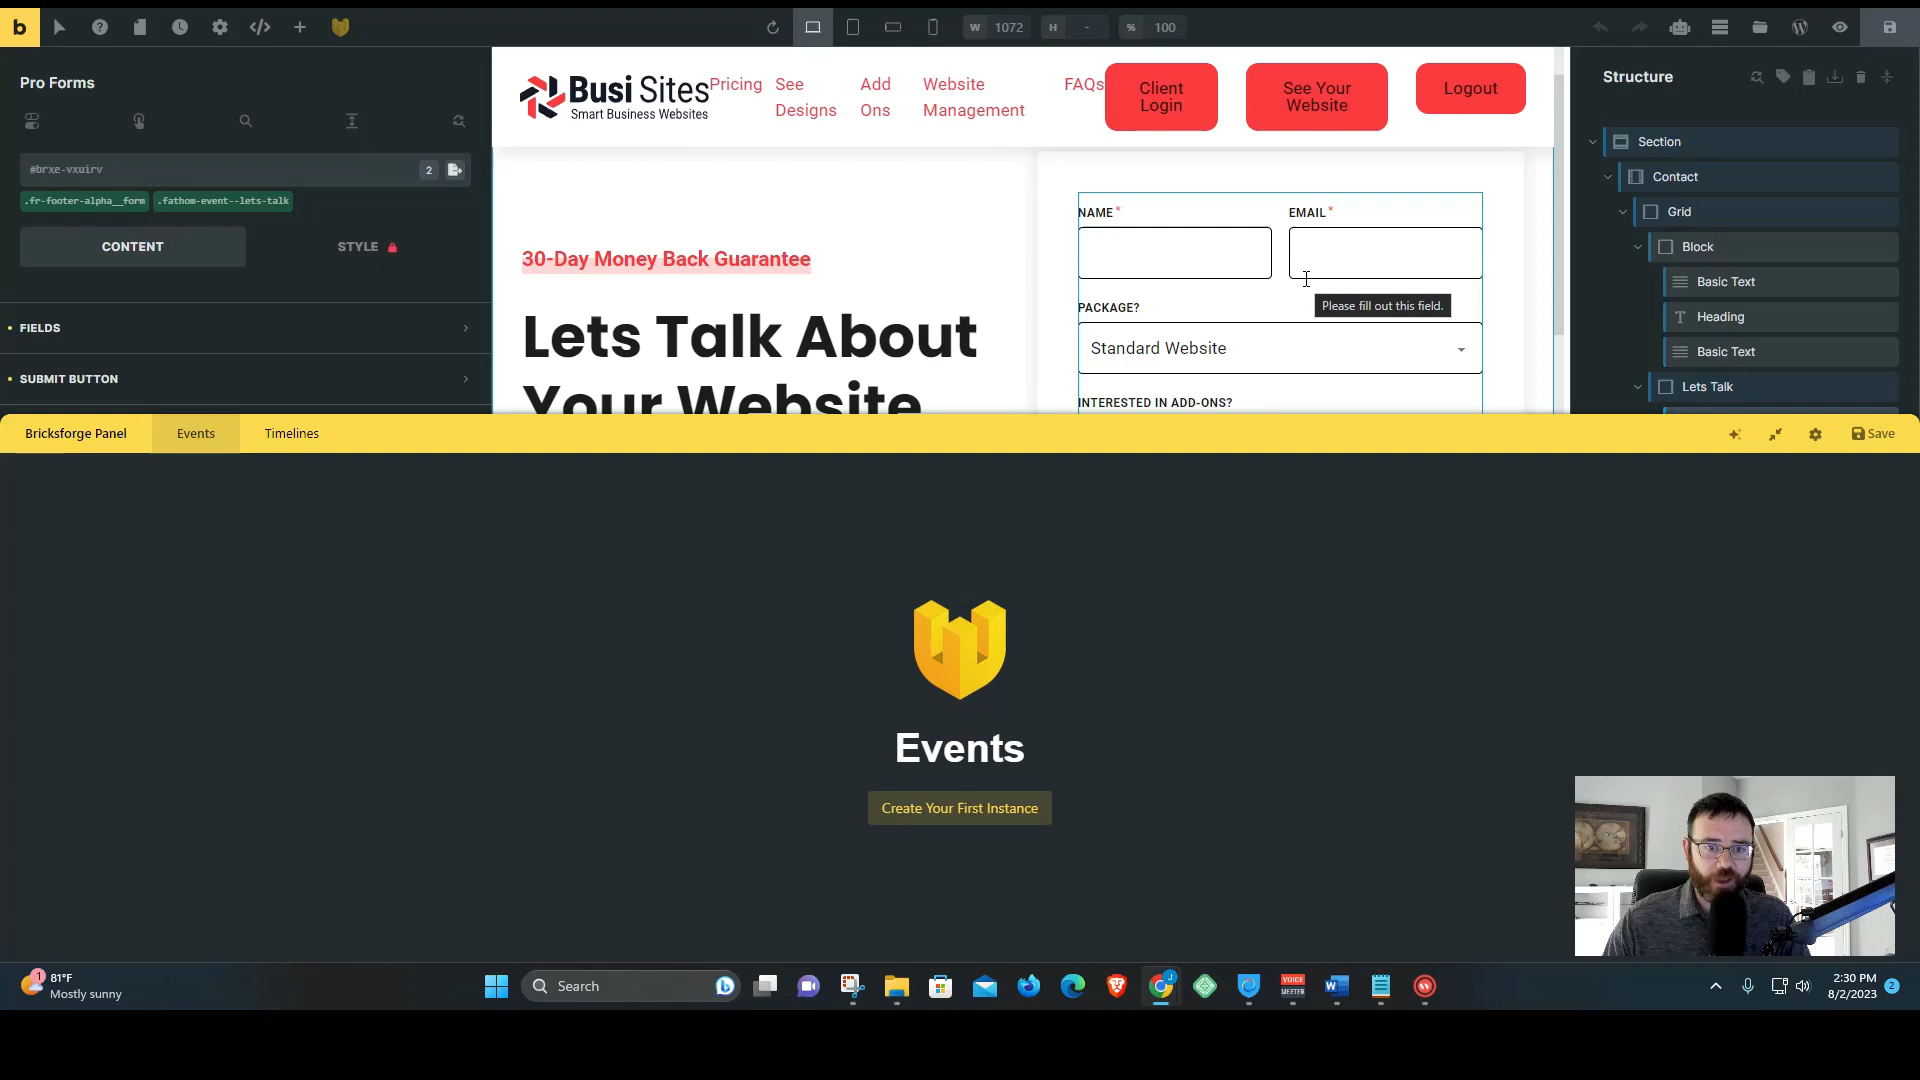 b
W 1072 H - % 100
Pro Forms
#brxe-vxuirv
2
.fr-footer-alpha__form
.fathom-event--lets-talk
CONTENT
STYLE
FIELDS
SUBMIT BUTTON
Busi Sites
Smart Business Websites
Pricing
See
Designs
Add
Ons
Website
Management
FAQs
Client
Login
See Your
Website
Logout
30-Day Money Back Guarantee
Lets Talk About
Your Website
NAME *
EMAIL *
Please fill out this field.
PACKAGE?
Standard Website
INTERESTED IN ADD-ONS?
Structure
Section
Contact
Grid
Block
Basic Text
Heading
Basic Text
Lets Talk
Bricksforge Panel
Events
Timelines
Save
Events
Create Your First Instance
1
81°F
Mostly sunny
Search
J
VOICE
MEETER
2:30 PM
8/2/2023
2